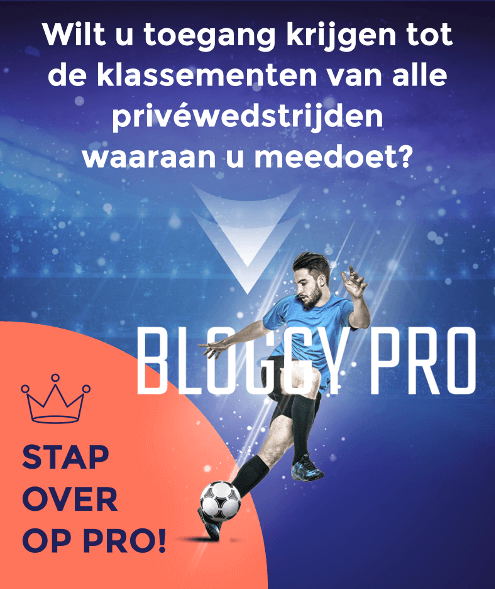 Wilt u toegang krijgen tot
de klassementen van alle
privéwedstrijden
waaraan u meedoet?
BLOGGY PRO
STAP
OVER
OP PRO!